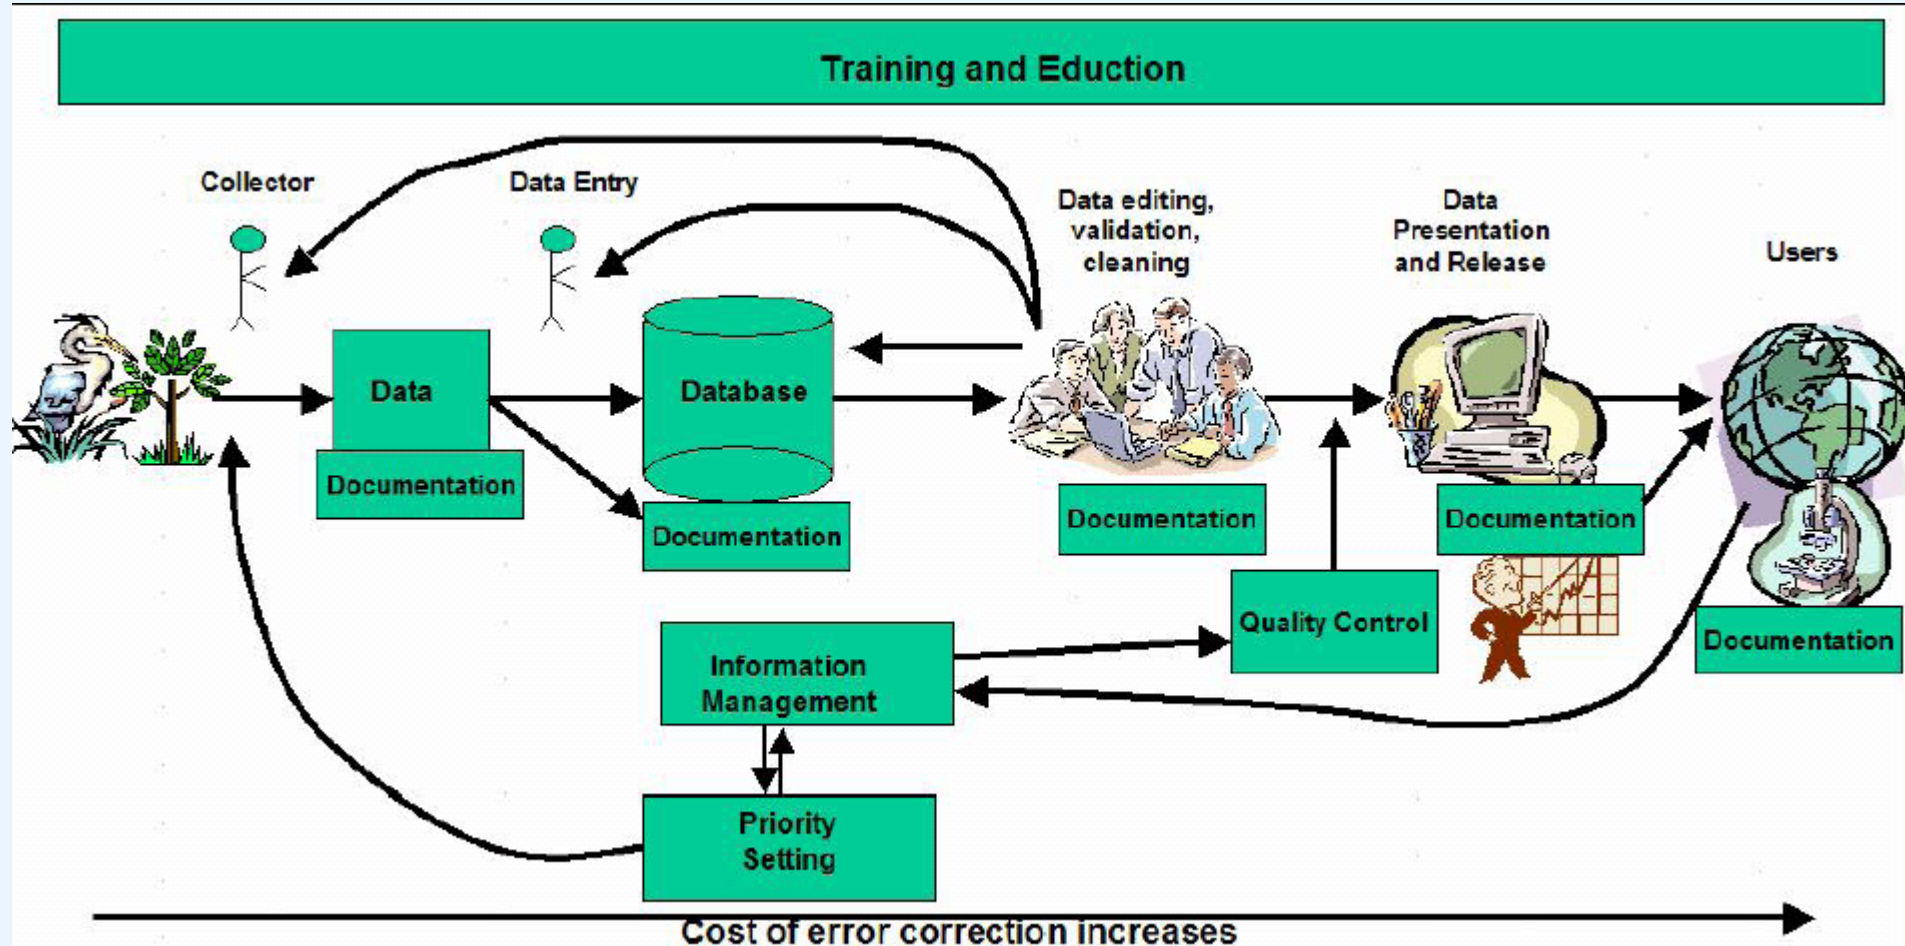 Training and Eduction
Collector
Data Entry
Data editing,
validation,
cleaning
Data
Presentation
and Release
Users
Data
Database
Documentation
Documentation
Documentation
Documentation
Quality Control
Documentation
Information
Management
Priority
Setting
Cost of error correction increases